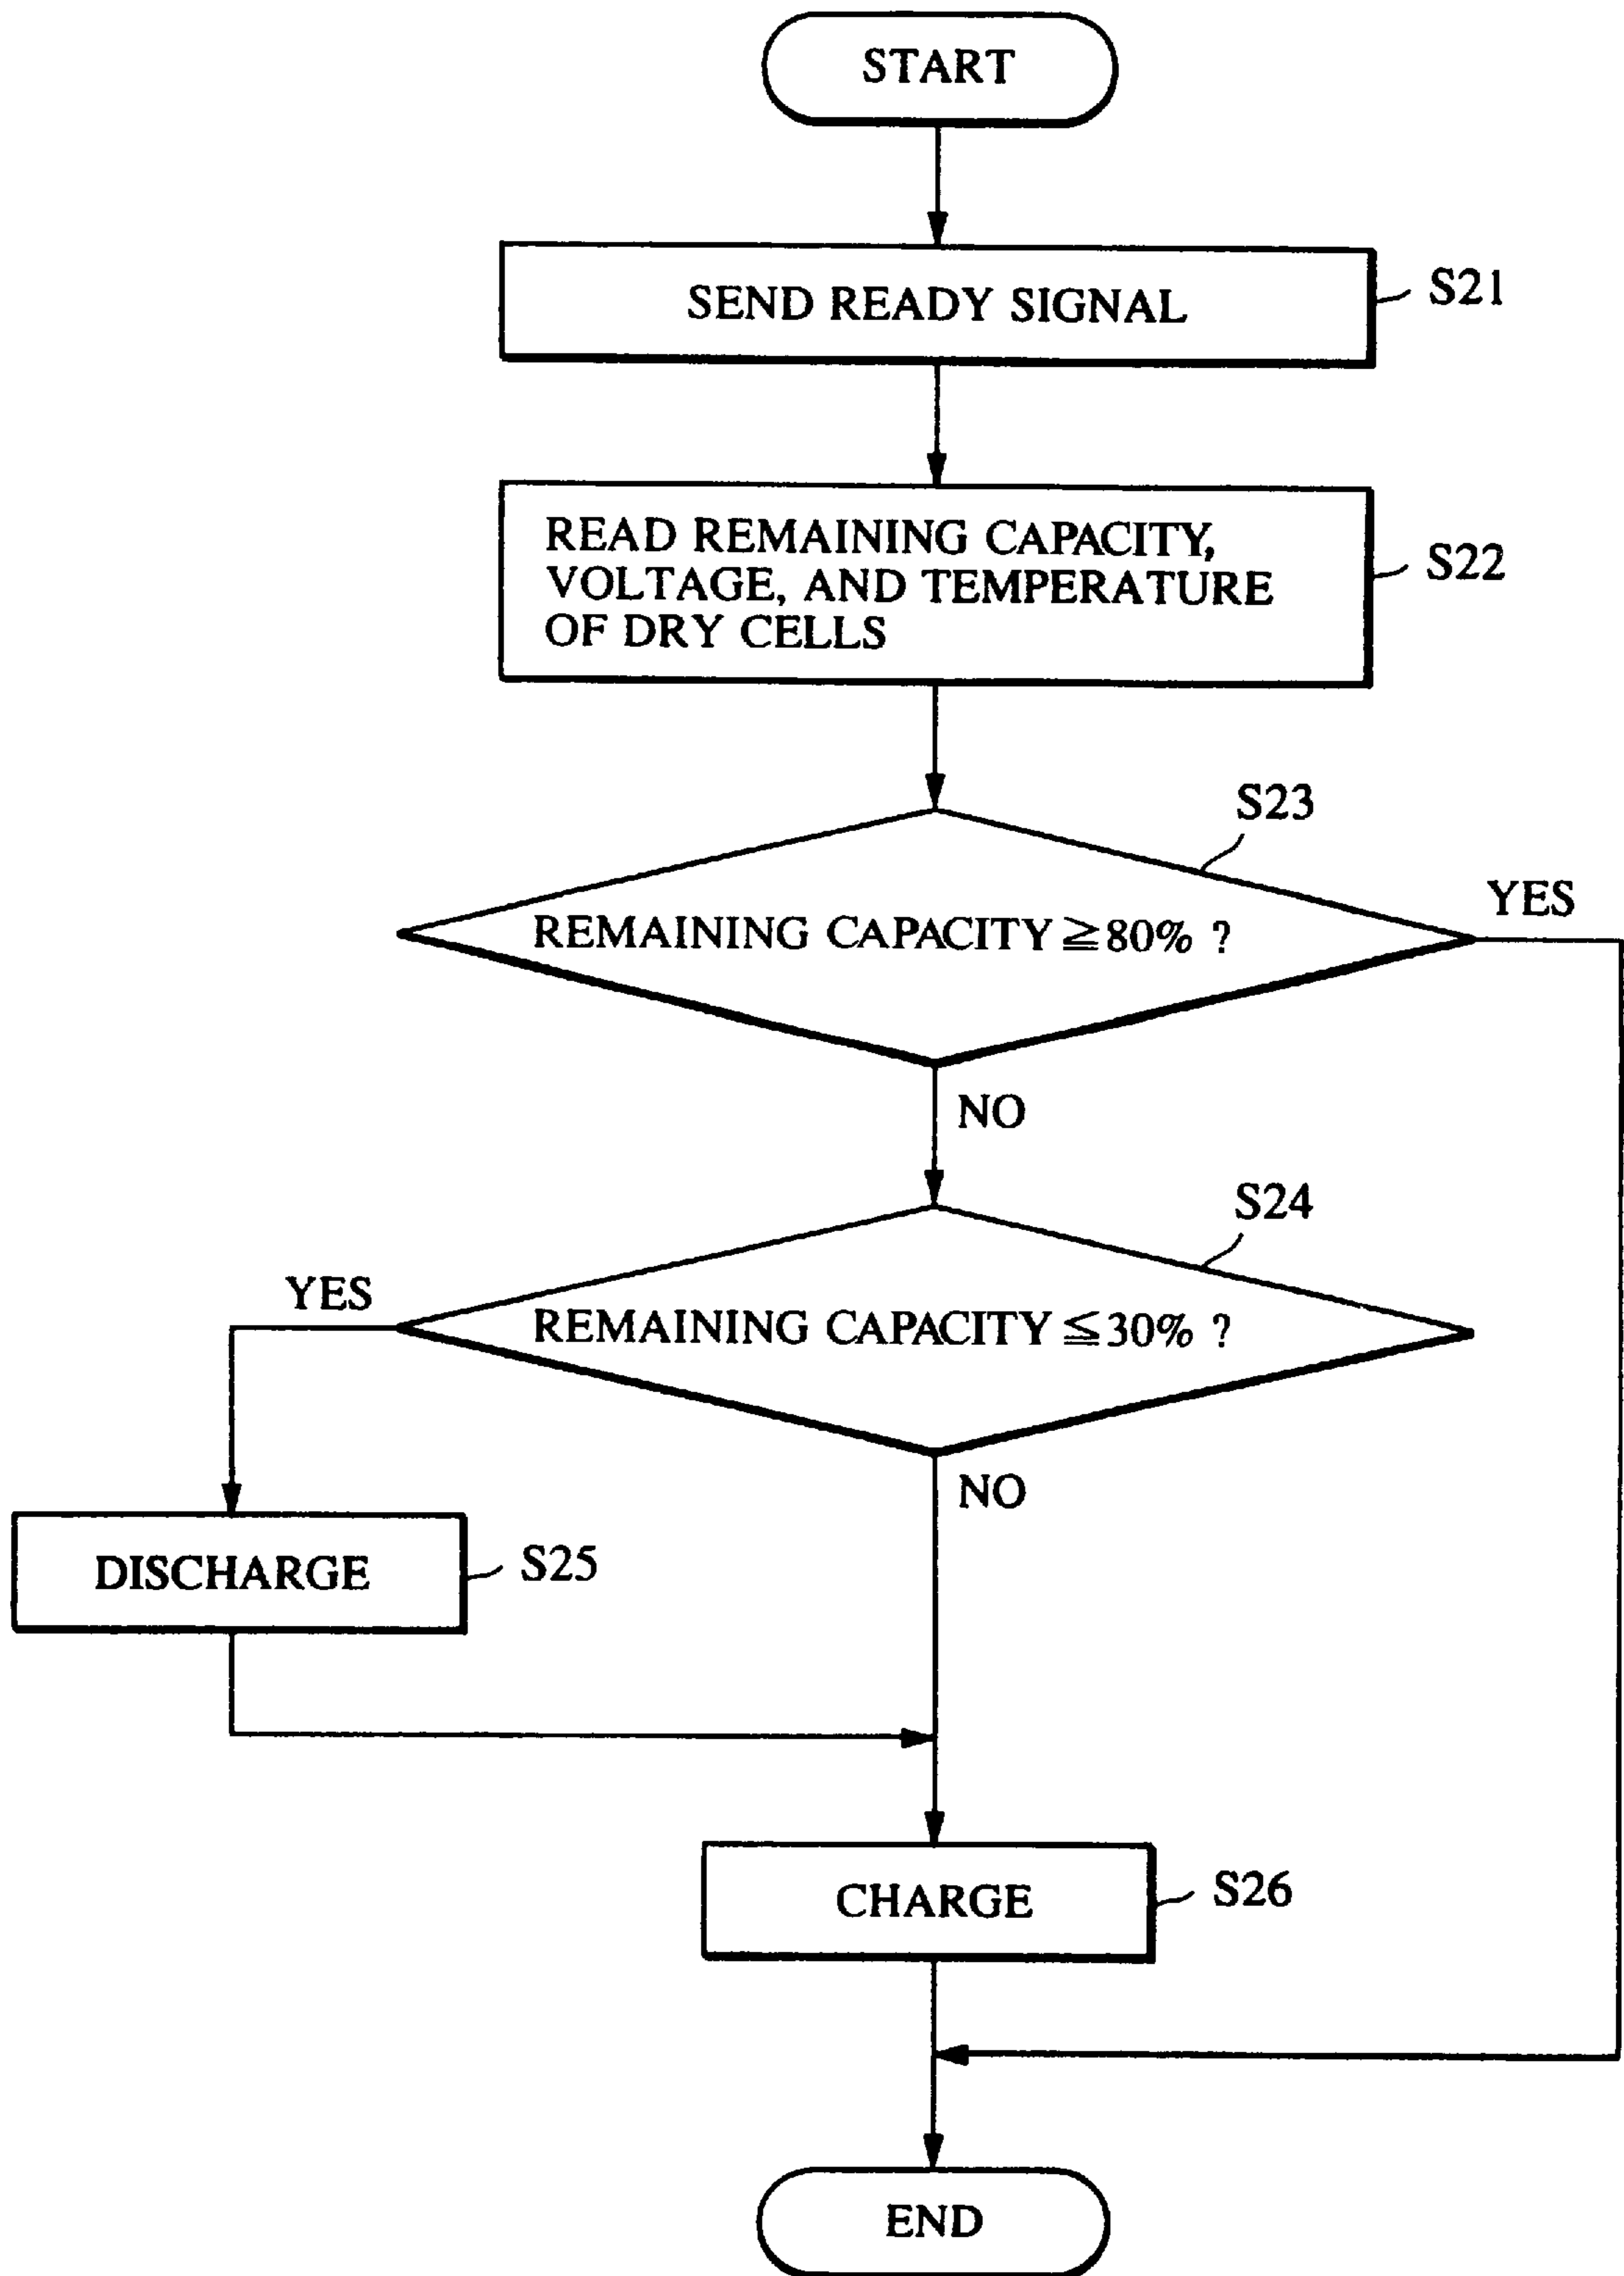 START
SEND READY SIGNAL
S21
READ REMAINING CAPACITY,
VOLTAGE, AND TEMPERATURE
OF DRY CELLS
S22
S23
REMAINING CAPACITY ≧ 80% ?
YES
NO
S24
YES
REMAINING CAPACITY ≦ 30% ?
NO
DISCHARGE
S25
CHARGE
S26
END